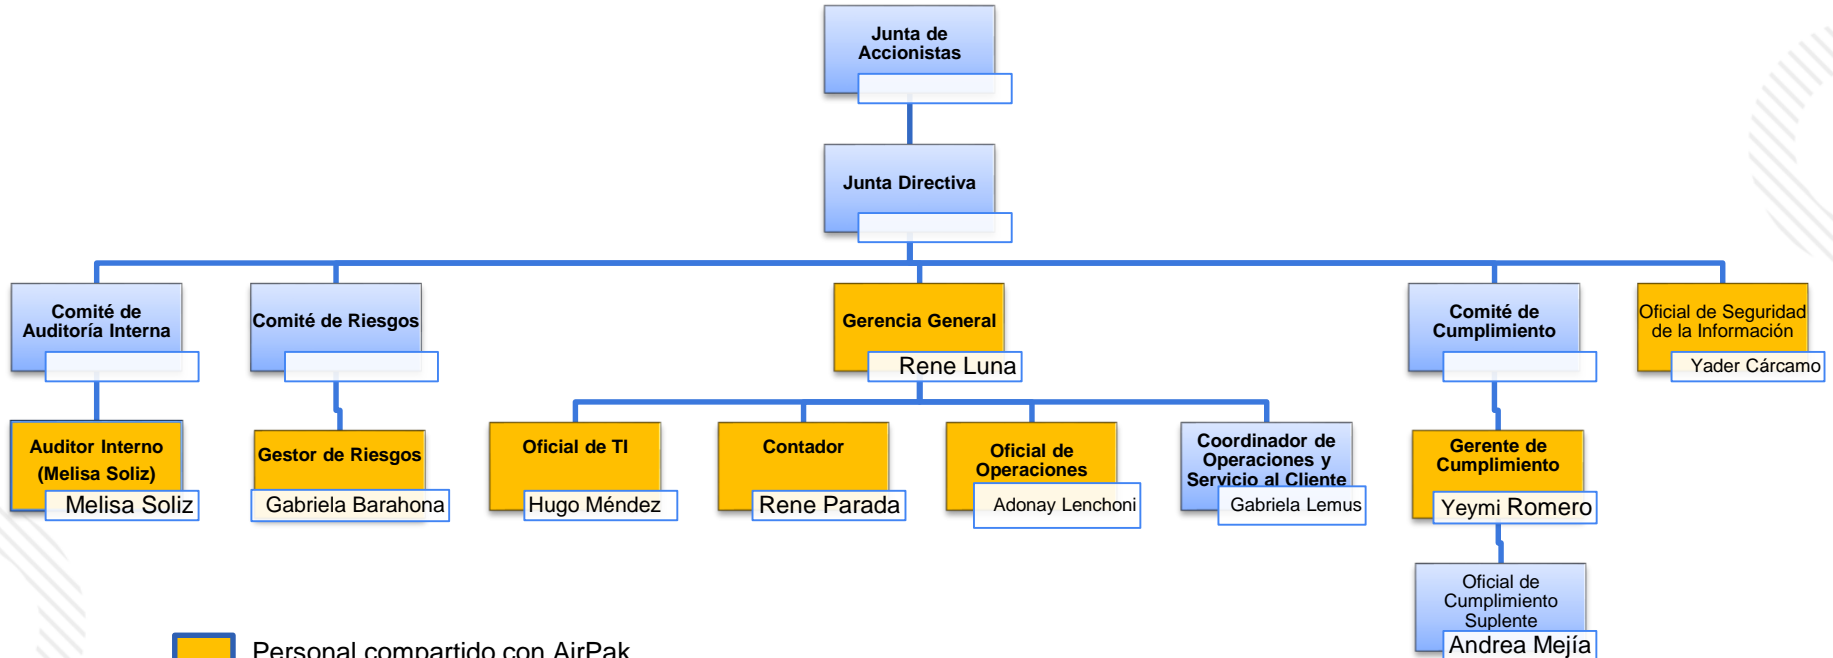 Junta de
Accionistas
Junta Directiva
Comité de
Auditoría Interna
Comité de Riesgos
Gerencia General
Rene Luna
Comité de
Cumplimiento
Oficial de Seguridad
de la Información
Yader Cárcamo
Auditor Interno
(Melisa Soliz)
Melisa Soliz
Gestor de Riesgos
Gabriela Barahona
Oficial de TI
Hugo Méndez
Contador
Rene Parada
Oficial de
Operaciones
Adonay Lenchoni
Coordinador de
Operaciones y
Servicio al Cliente
Gabriela Lemus
Gerente de
Cumplimiento
Yeymi Romero
Oficial de
Cumplimiento
Suplente
Andrea Mejía
Personal compartido con AirPak